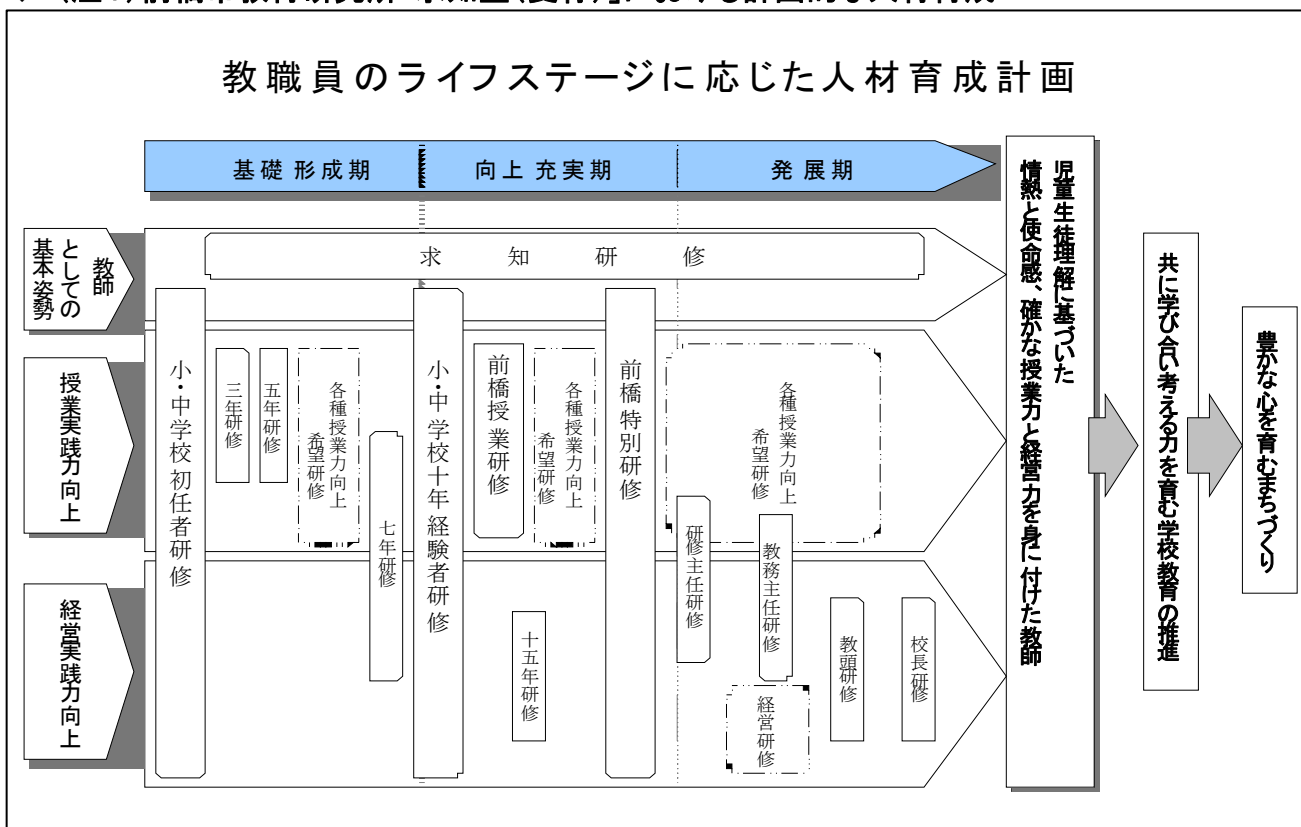 教職員のライフステージに応じた人材育成計画
基礎形成期
向上充実期
発展期
教師
としての
基本姿勢
求知研修
授業実践力向上
経営実践力向上
小・中学校初任者研修
三年研修
五年研修
各種授業力向上
希望研修
七年研修
小・中学校十年経験者研修
前橋授業研修
各種授業力向上
希望研修
十五年研修
前橋特別研修
各種授業力向上
希望研修
研修主任研修
教務主任研修
経営研修
教頭研修
校長研修
児童生徒理解に基づいた
情熱と使命感、確かな授業力と経営力を身に付けた教師
共に学び合い考える力を育む学校教育の推進
豊かな心を育むまちづくり